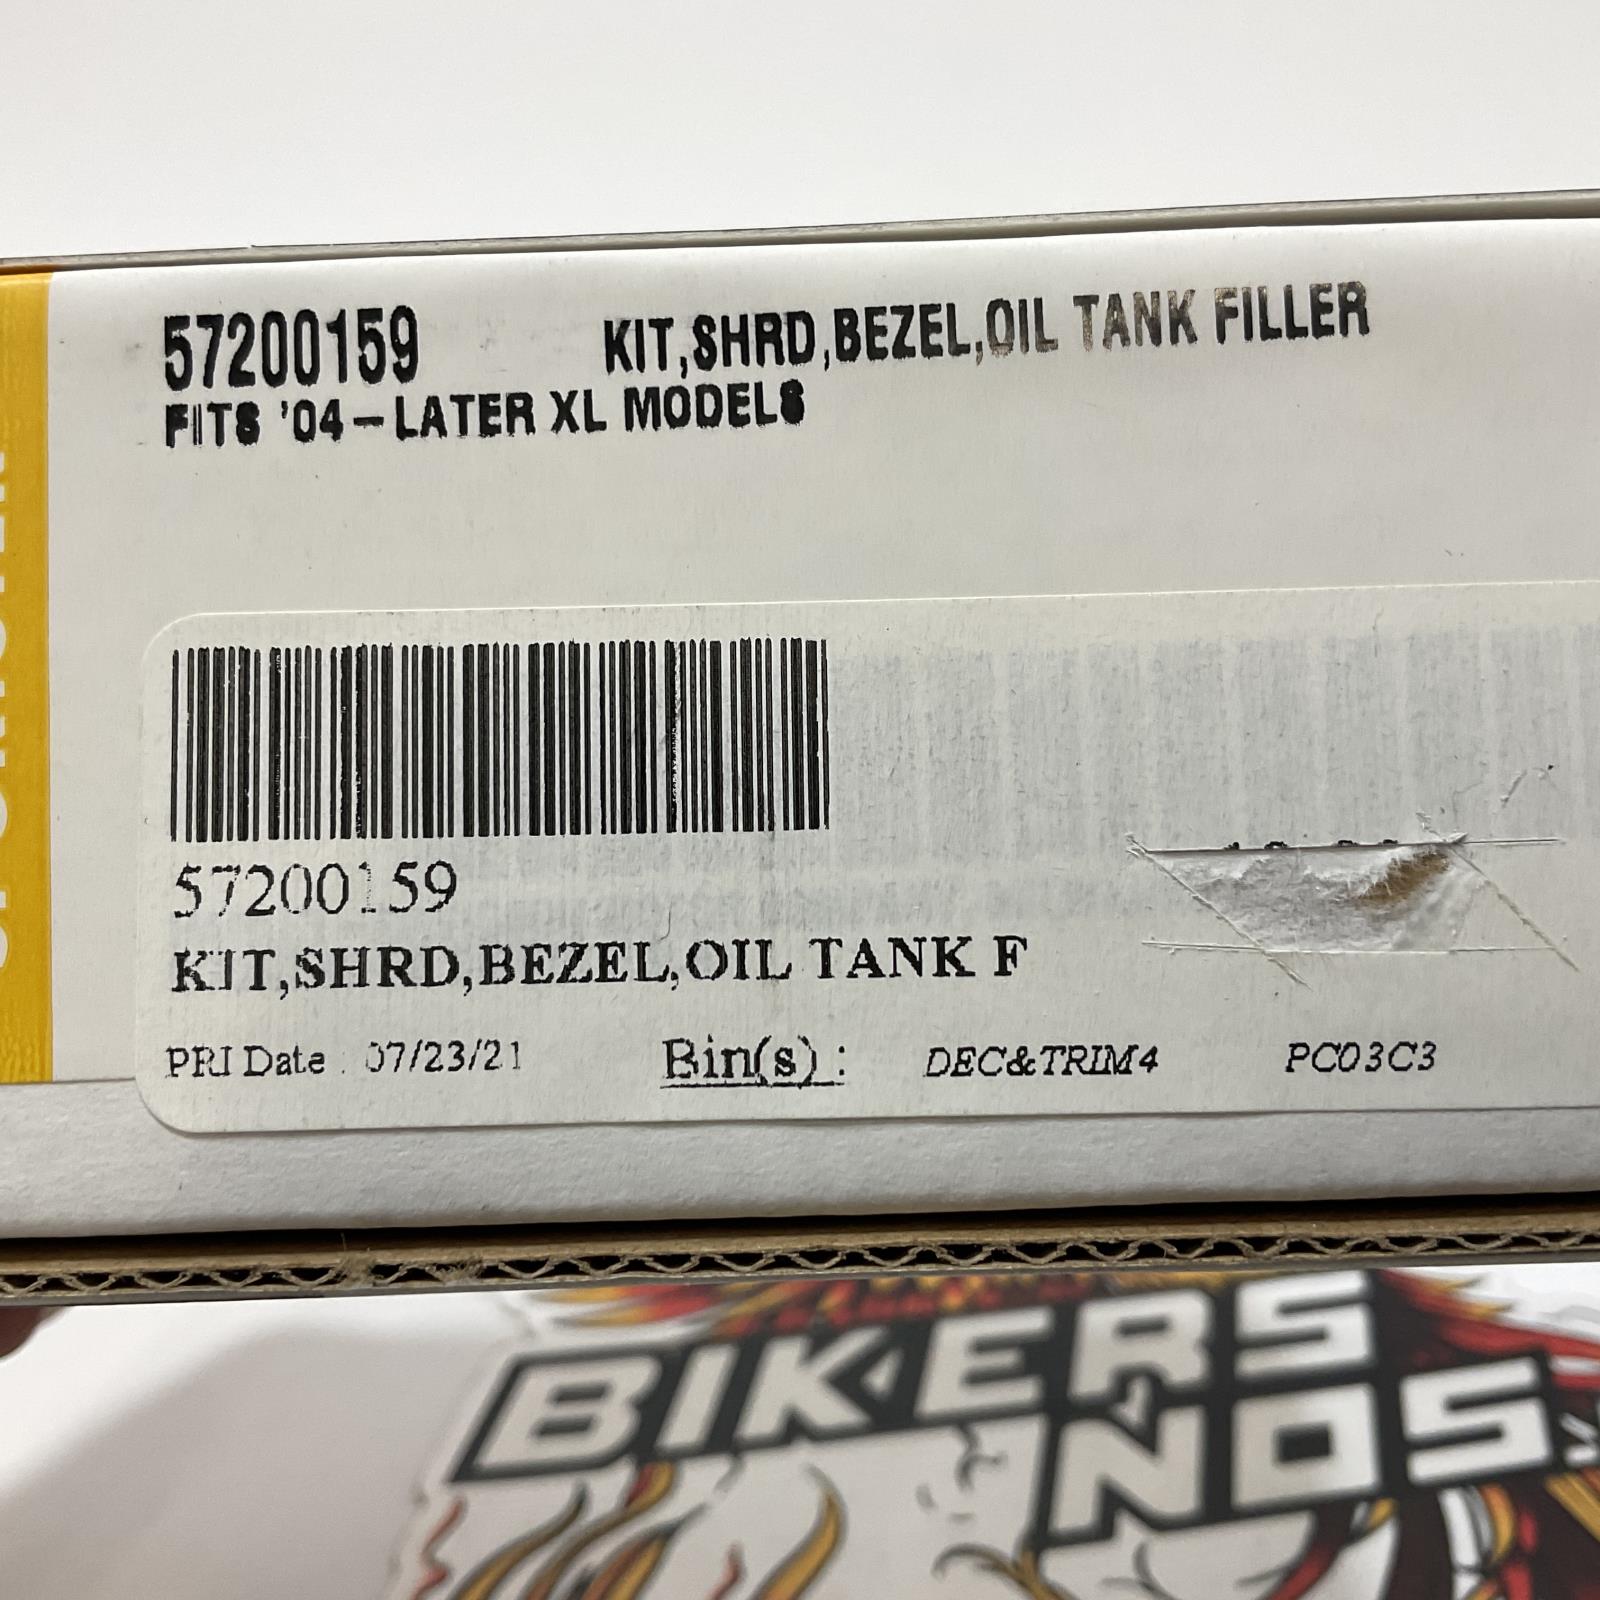 57200159 KIT,SHRD,BEZEL,OIL TANK FILLER
FITS '04-LATER XL MODELS
57200159
KIT,SHRD,BEZEL,OIL TANK F
PRI Date : 07/23/21 Bin(s) : DEC&TRIM4 PC03C3
BIKERS
NOS